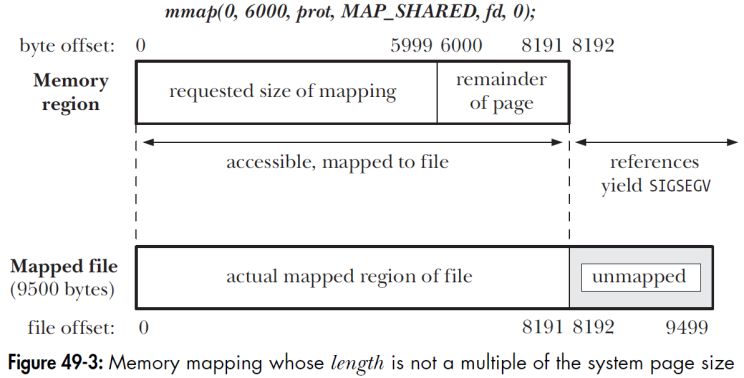 mmap(0, 6000, prot, MAP_SHARED, fd, 0);
byte offset: 0 5999 6000 8191 8192
Memory region
requested size of mapping
remainder of page
accessible, mapped to file
references yield SIGSEGV
Mapped file (9500 bytes)
actual mapped region of file
unmapped
file offset: 0 8191 8192 9499
Figure 49-3: Memory mapping whose length is not a multiple of the system page size